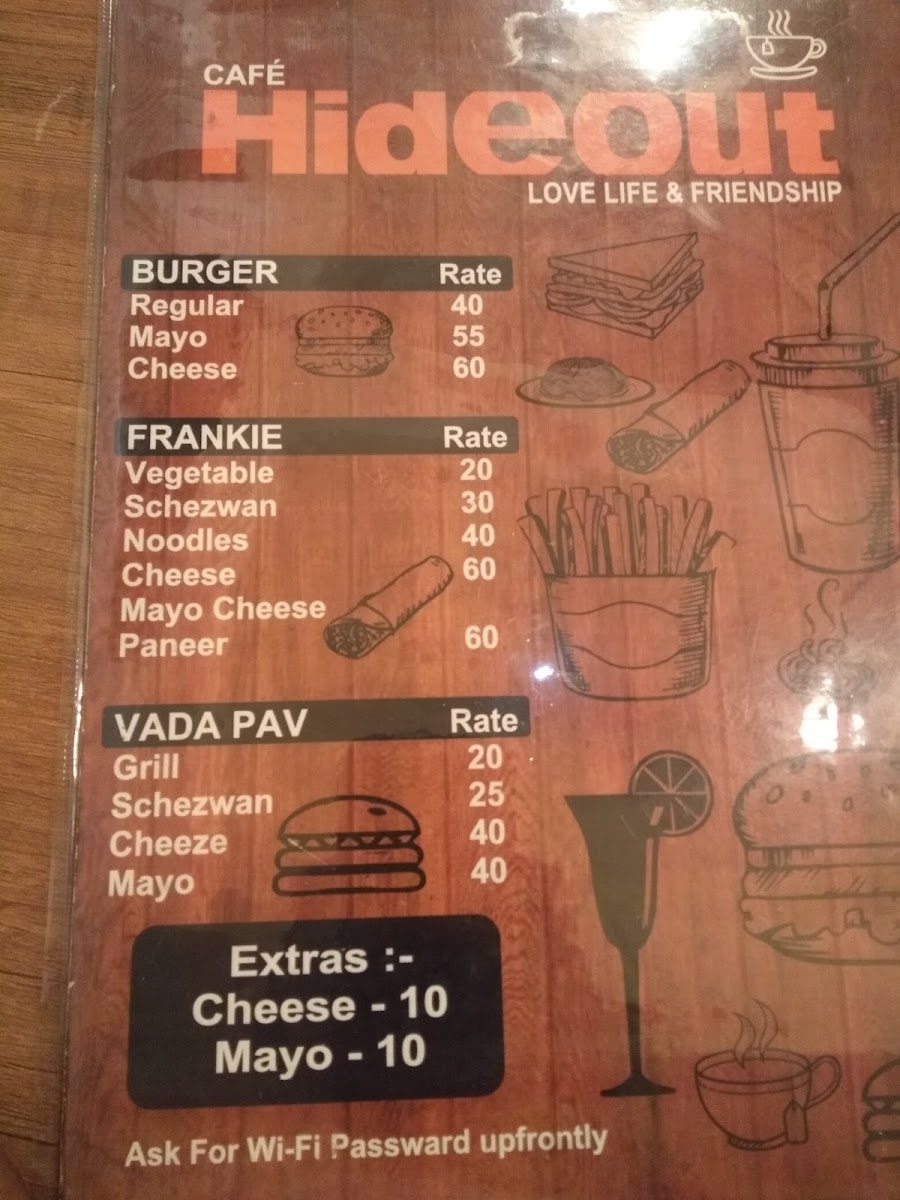 CAFÉ
HideOut
LOVE LIFE & FRIENDSHIP
BURGER Rate
Regular 40
Mayo 55
Cheese 60
FRANKIE Rate
Vegetable 20
Schezwan 30
Noodles 40
Cheese 60
Mayo Cheese
Paneer 60
VADA PAV Rate
Grill 20
Schezwan 25
Cheeze 40
Mayo 40
Extras :-
Cheese - 10
Mayo - 10
Ask For Wi-Fi Passward upfrontly